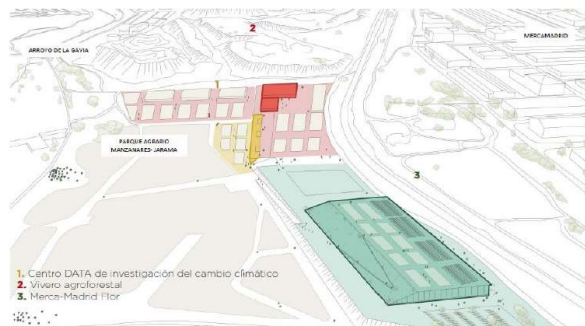 2
ARROYO DE LA GAVIA
MERCAMADRID
1
PARQUE AGRARIO
MANZANARES- JARAMA
3
1. Centro DATA de investigación del cambio climático
2. Vivero agroforestal
3. Merca-Madrid Flor